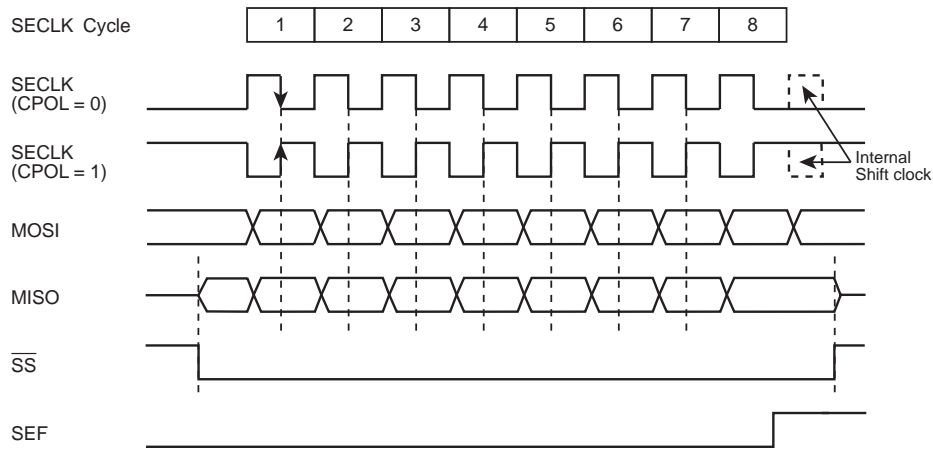 SECLK Cycle
1 2 3 4 5 6 7 8
SECLK
(CPOL = 0)
SECLK
(CPOL = 1)
Internal
Shift clock
MOSI
MISO
S̅S̅
SEF